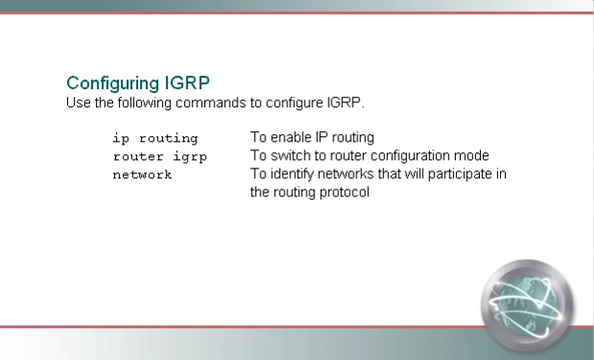 Configuring IGRP
Use the following commands to configure IGRP.
ip routing To enable IP routing
router igrp To switch to router configuration mode
network To identify networks that will participate in
the routing protocol